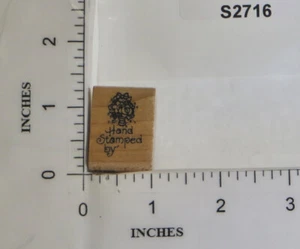 S2716
2
INCHES
1
Hand
Stamped
by
0
0
1
2
3
INCHES